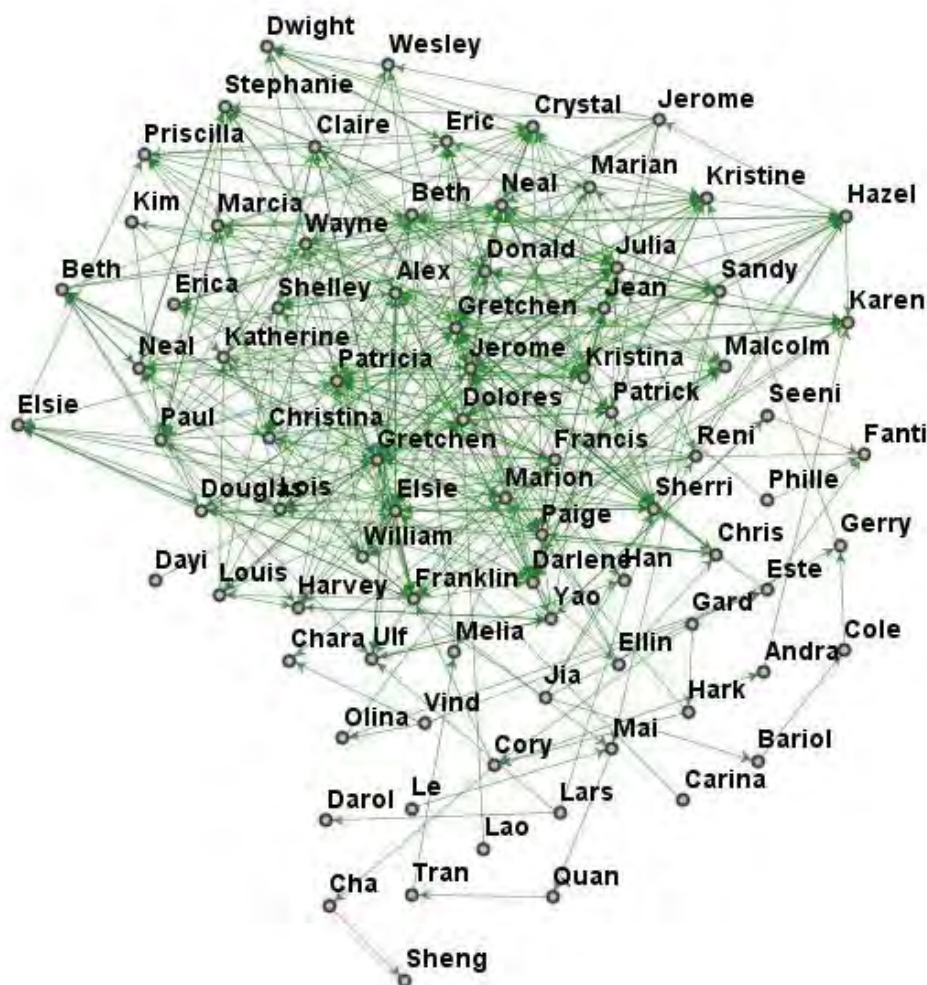 Dwight
Wesley
Stephanie
Crystal
Jerome
Priscilla
Claire
Eric
Marian
Kristine
Kim
Marcia
Wayne
Beth
Neal
Hazel
Donald
Julia
Beth
Erica
Shelley
Alex
Jean
Sandy
Karen
Gretchen
Neal
Katherine
Patricia
Jerome
Kristina
Malcolm
Elsie
Paul
Christina
Dolores
Patrick
Seeni
Gretchen
Francis
Reni
Fanti
Douglas
Lois
Elsie
Marion
Sherri
Phille
William
Paige
Chris
Gerry
Dayi
Louis
Harvey
Franklin
Darlene
Han
Este
Yao
Gard
Chara
Ulf
Melia
Ellin
Andra
Cole
Jia
Hark
Olina
Vind
Cory
Mai
Bariol
Darol
Le
Lars
Carina
Lao
Cha
Tran
Quan
Sheng